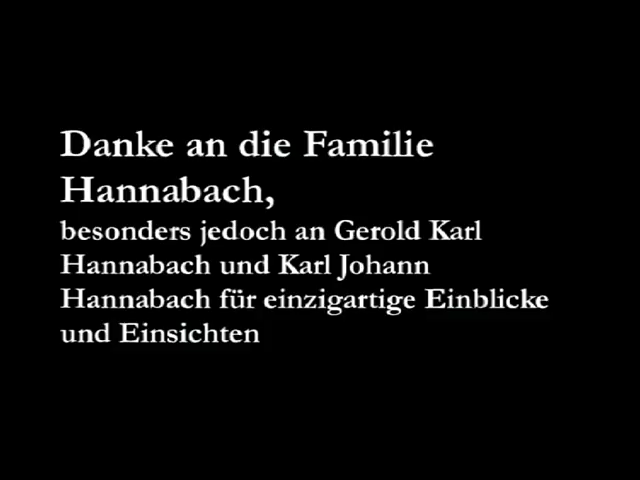 Danke an die Familie
Hannabach,
besonders jedoch an Gerold Karl
Hannabach und Karl Johann
Hannabach für einzigartige Einblicke
und Einsichten